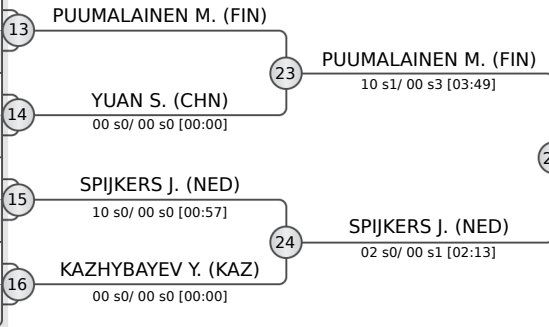 13
PUUMALAINEN M. (FIN)
23
PUUMALAINEN M. (FIN)
10 s1/ 00 s3 [03:49]
14
YUAN S. (CHN)
00 s0/ 00 s0 [00:00]
15
SPIJKERS J. (NED)
10 s0/ 00 s0 [00:57]
24
SPIJKERS J. (NED)
02 s0/ 00 s1 [02:13]
16
KAZHYBAYEV Y. (KAZ)
00 s0/ 00 s0 [00:00]